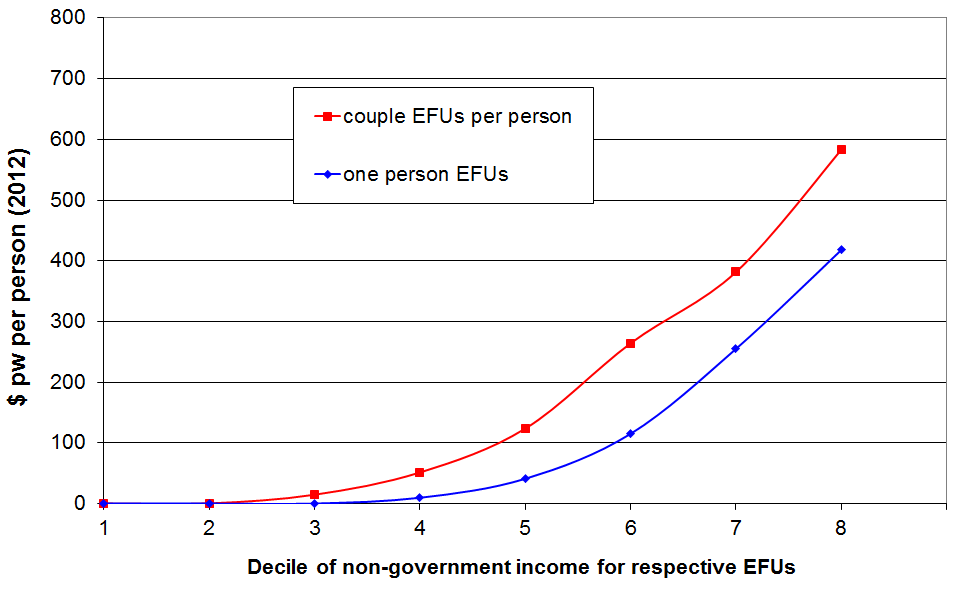 800
700
600
500
400
300
200
100
0
$ pw per person (2012)
couple EFUs per person
one person EFUs
1 2 3 4 5 6 7 8
Decile of non-government income for respective EFUs